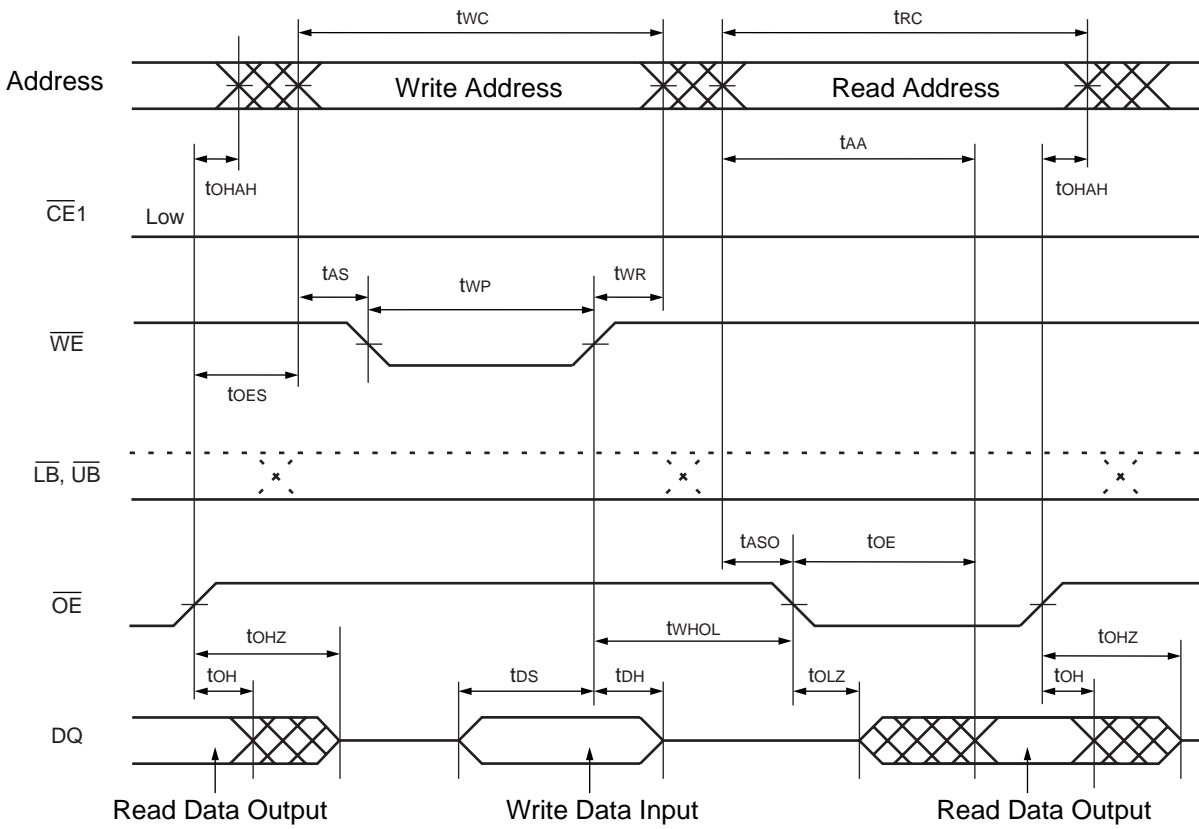 tWC tRC
Address Write Address Read Address
tOHAH tAA tOHAH
CE1 Low
tAS tWP tWR
WE
tOES
LB, UB
tASO tOE
OE
tOHZ tWHOL tOHZ
tOH tDS tDH tOLZ tOH
DQ
Read Data Output Write Data Input Read Data Output